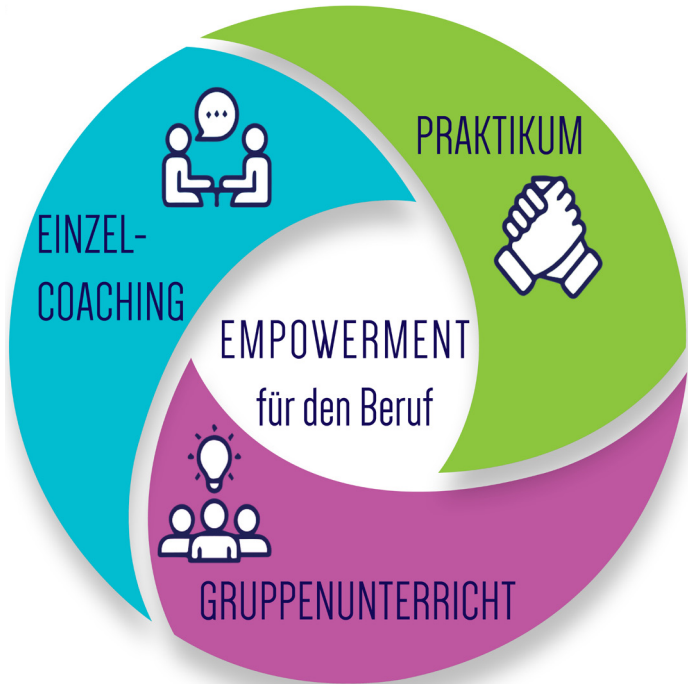 PRAKTIKUM
EINZEL-
COACHING
EMPOWERMENT
für den Beruf
GRUPPENUNTERRICHT